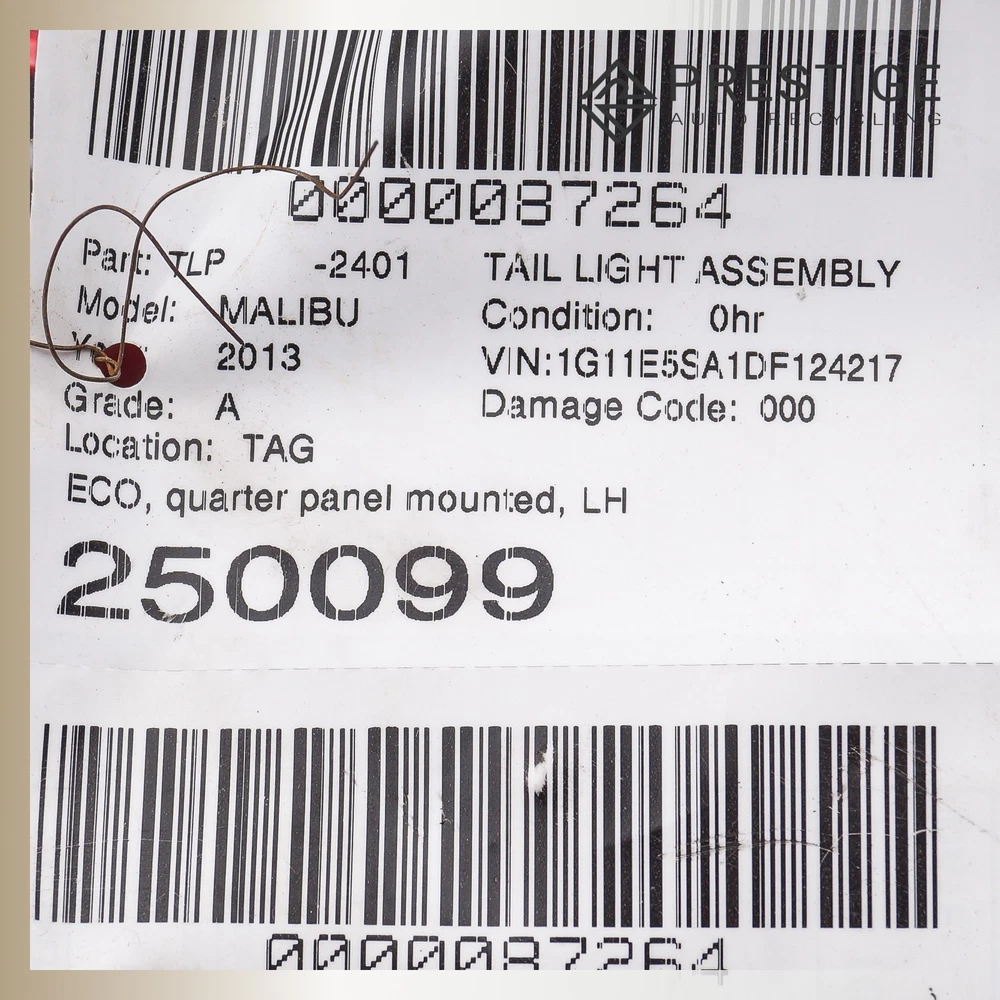 PRESTIGE
AUTO RECYCLING
0000087264
Part: TLP -2401 TAIL LIGHT ASSEMBLY
Model: MALIBU Condition: 0hr
2013 VIN:1G11E5SA1DF124217
Grade: A Damage Code: 000
Location: TAG
ECO, quarter panel mounted, LH
250099
0000087264